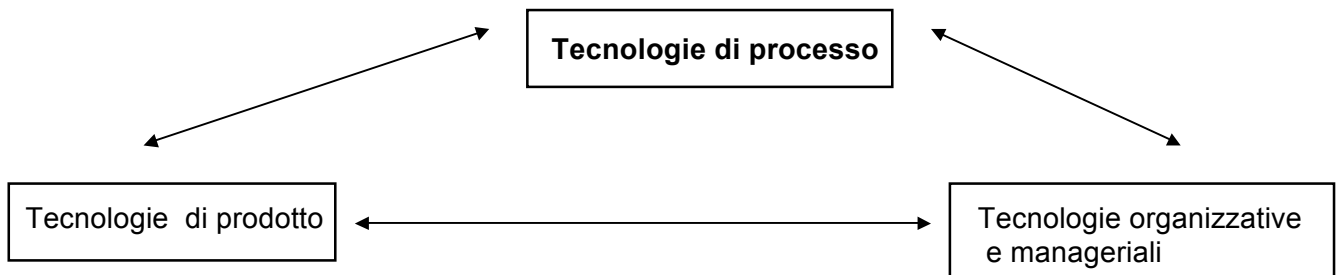 Tecnologie di processo
Tecnologie di prodotto
Tecnologie organizzative
e manageriali